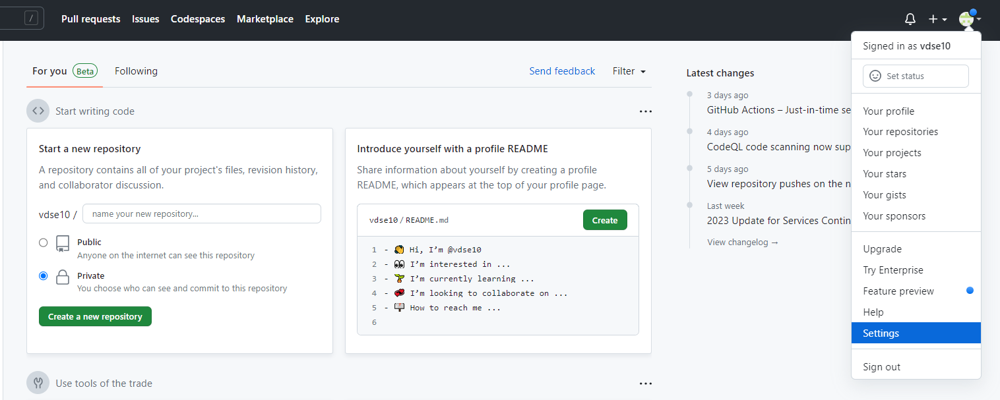 /
Pull requests Issues Codespaces Marketplace Explore
For you Beta Following Send feedback Filter
Start writing code
Start a new repository
A repository contains all of your project's files, revision history,
and collaborator discussion.
vdse10 / name your new repository...
Public
Anyone on the internet can see this repository
Private
You choose who can see and commit to this repository
Create a new repository
Introduce yourself with a profile README
Share information about yourself by creating a profile
README, which appears at the top of your profile page.
vdse10 / README.md Create
1 - 👋 Hi, I’m @vdse10
2 - 👀 I’m interested in ...
3 - 🌱 I’m currently learning ...
4 - 💞️ I’m looking to collaborate on ...
5 - 📫 How to reach me ...
6
Use tools of the trade
Latest changes
3 days ago
GitHub Actions – Just-in-time se
4 days ago
CodeQL code scanning now sup
5 days ago
View repository pushes on the n
Last week
2023 Update for Services Contin
View changelog →
Signed in as vdse10
Set status
Your profile
Your repositories
Your projects
Your stars
Your gists
Your sponsors
Upgrade
Try Enterprise
Feature preview
Help
Settings
Sign out